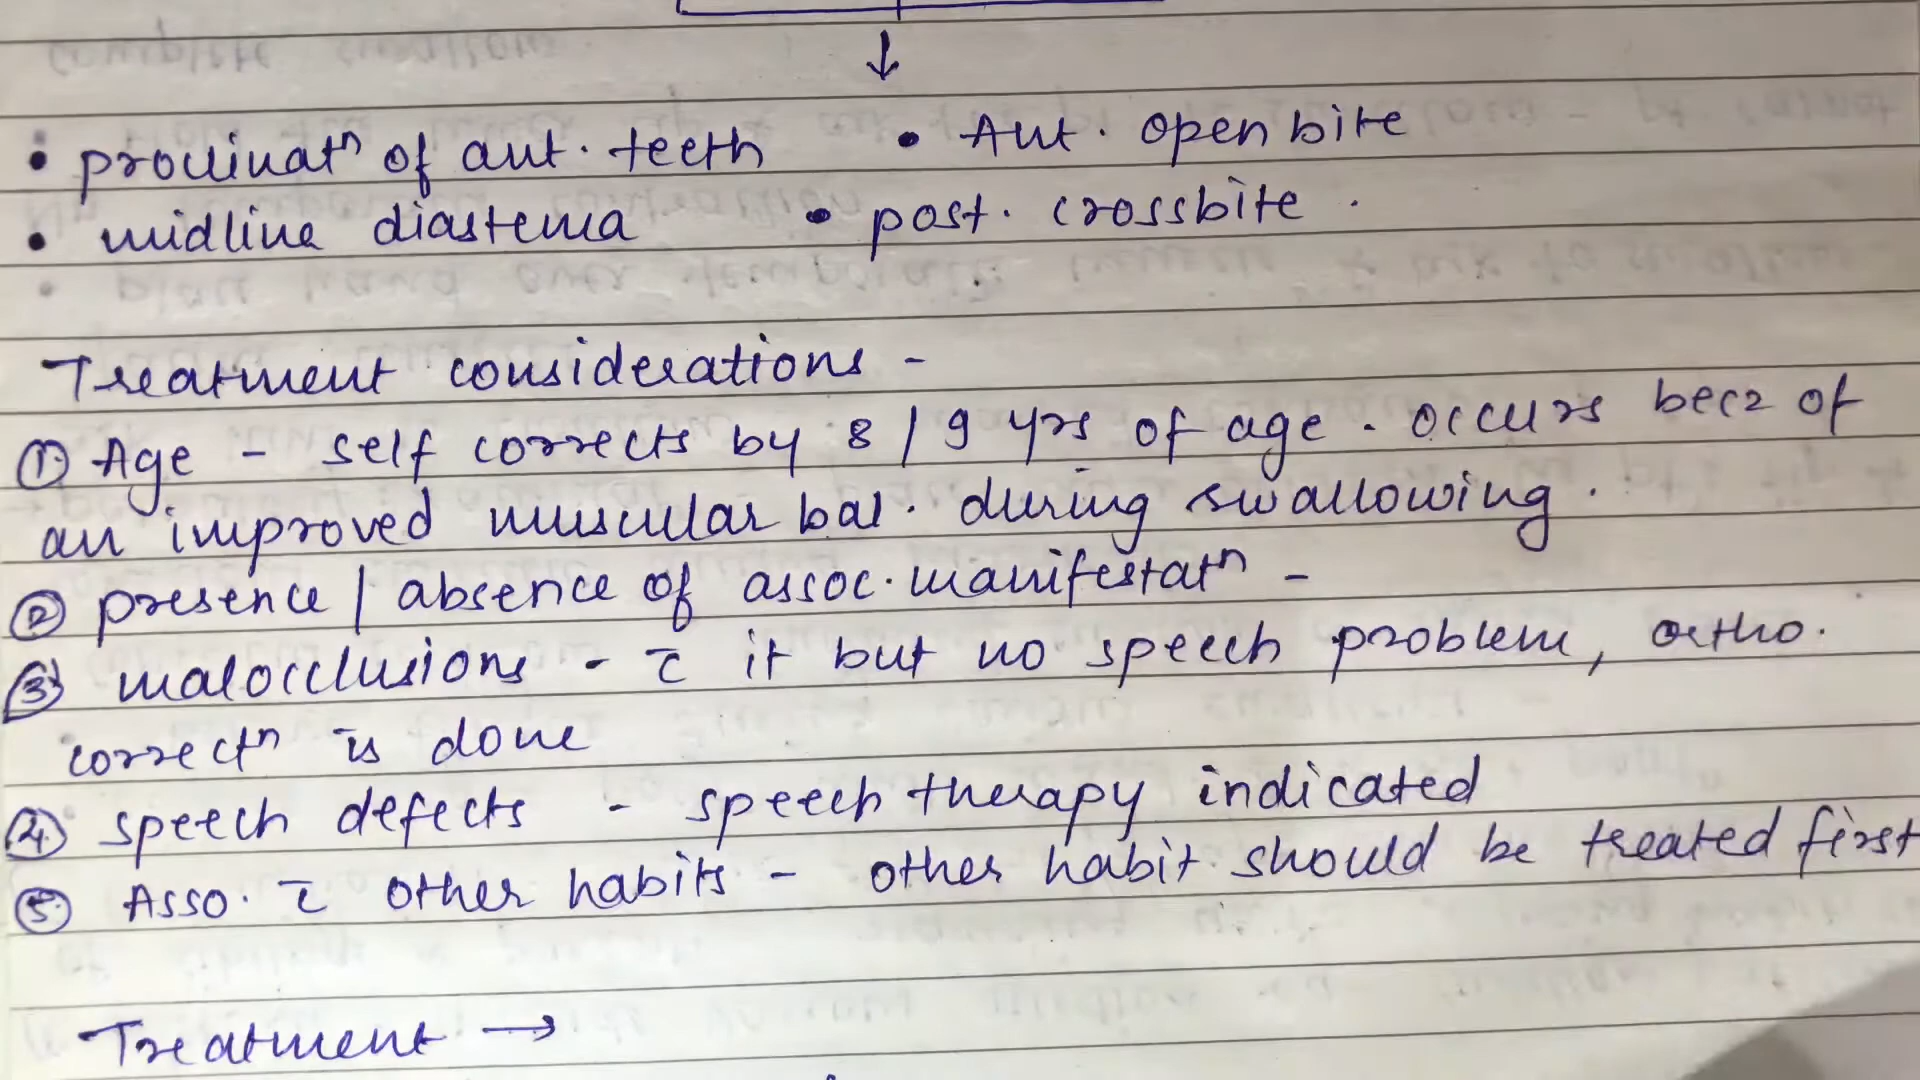 ↓
• proclinatⁿ of ant. teeth • Ant. open bite
• midline diastema • post. crossbite.
Treatment considerations -
① Age - self corrects by 8/9 yrs of age. occurs becz of
an improved muscular bal. during swallowing.
② presence / absence of assoc. manifestatⁿ -
③ malocclusions - c̄ it but no speech problem, ortho.
correctⁿ is done
④ speech defects - speech therapy indicated
⑤ Asso. c̄ other habits - other habit should be treated first
Treatment →